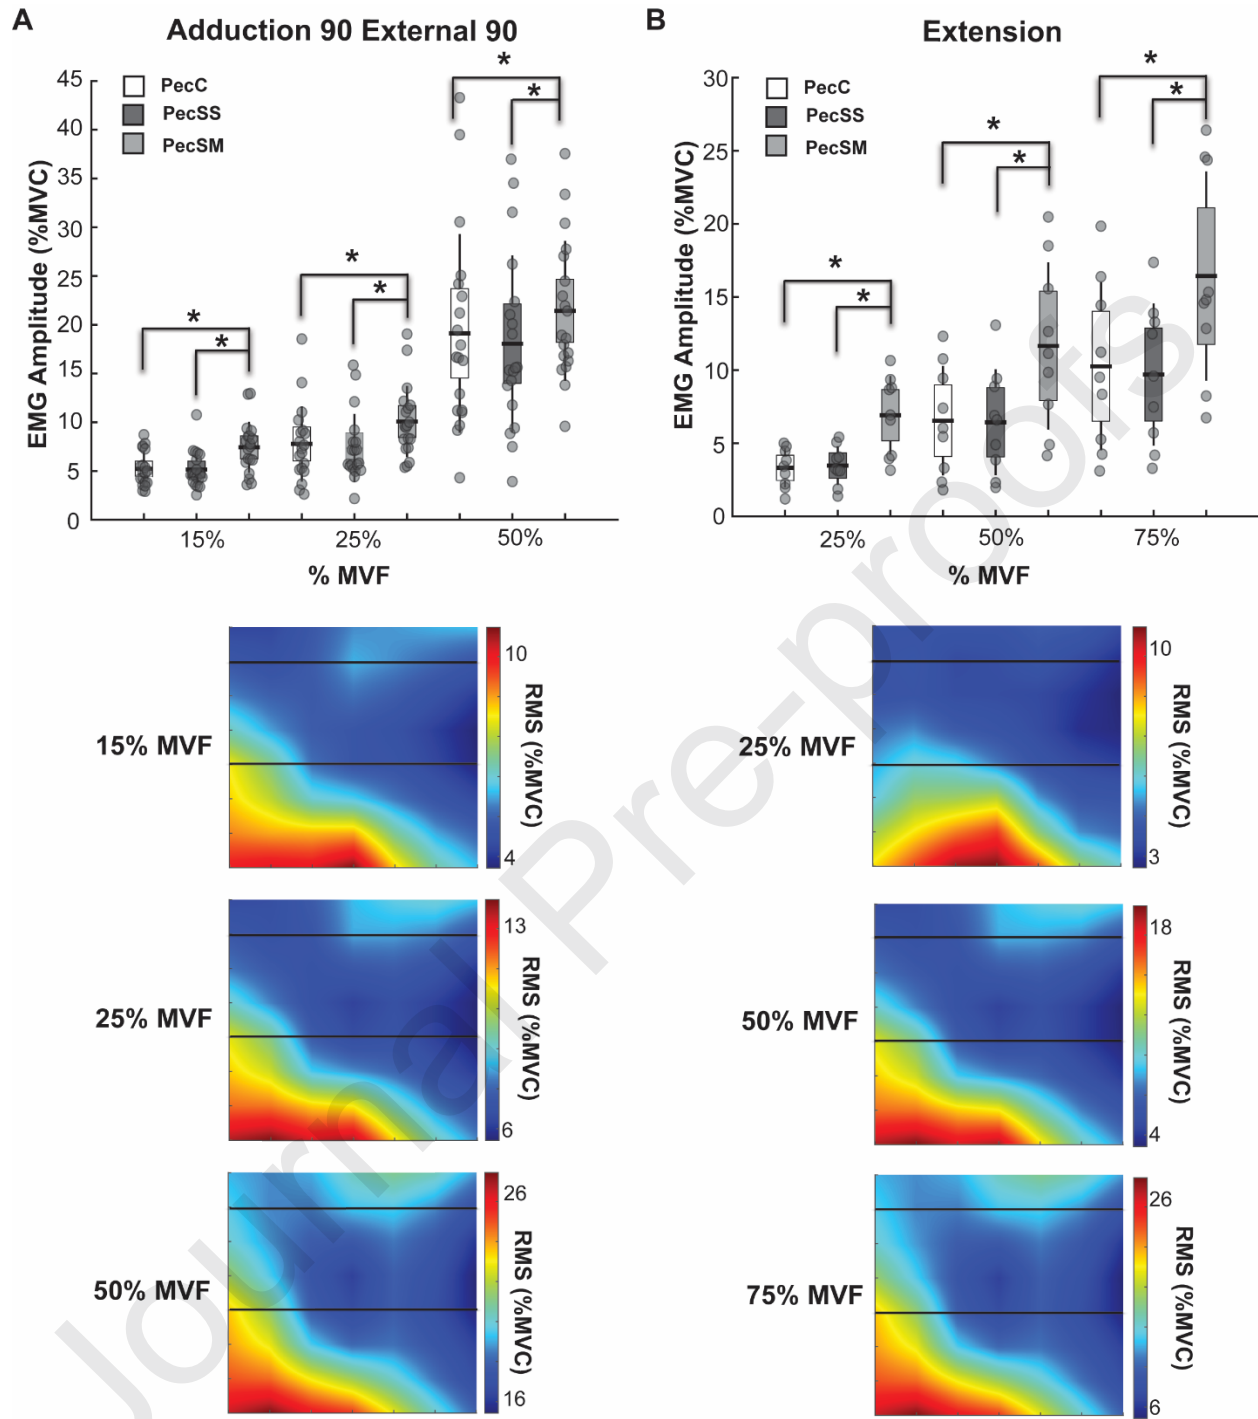 A
Adduction 90 External 90
EMG Amplitude (%MVC)
45
40
35
30
25
20
15
10
5
0
PecC
PecSS
PecSM
*
*
*
*
*
*
15%
25%
50%
% MVF
B
Extension
EMG Amplitude (%MVC)
30
25
20
15
10
5
0
PecC
PecSS
PecSM
*
*
*
*
*
*
25%
50%
75%
% MVF
15% MVF
10
4
RMS (%MVC)
25% MVF
10
3
RMS (%MVC)
25% MVF
13
6
RMS (%MVC)
50% MVF
18
4
RMS (%MVC)
50% MVF
26
16
RMS (%MVC)
75% MVF
26
6
RMS (%MVC)
Journal Pre-proofs